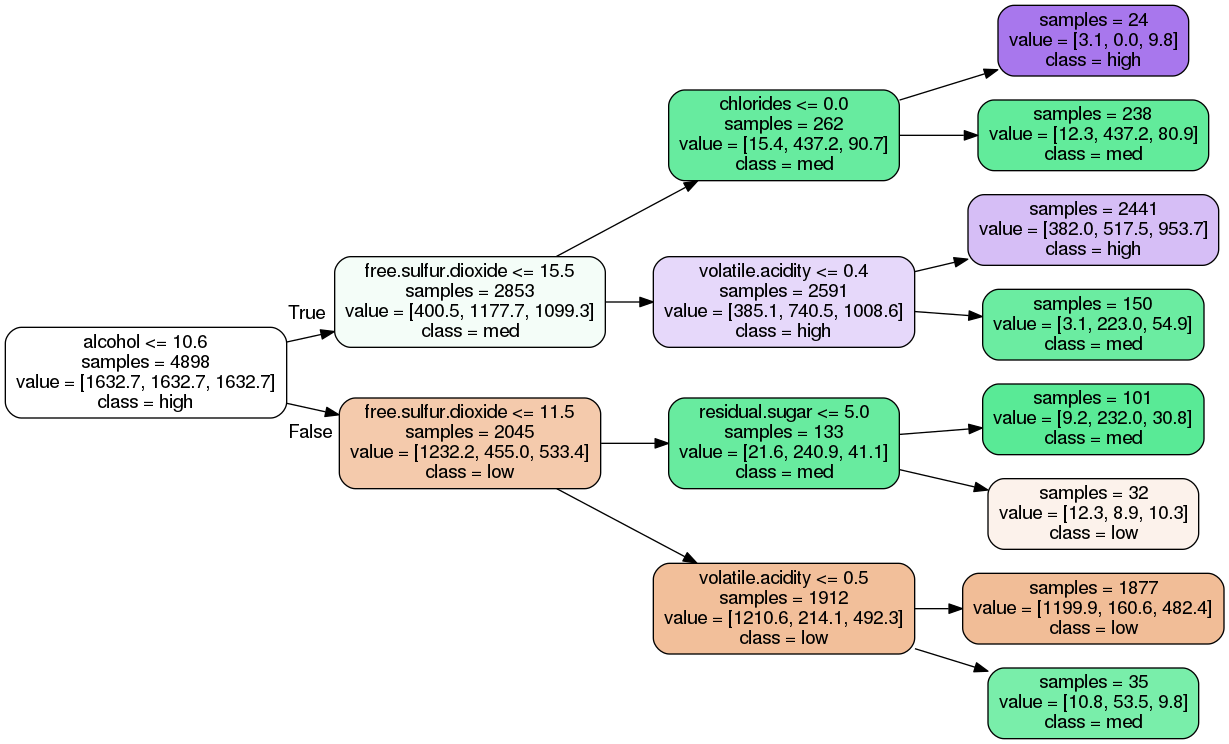 alcohol <= 10.6
samples = 4898
value = [1632.7, 1632.7, 1632.7]
class = high
True
False
free.sulfur.dioxide <= 15.5
samples = 2853
value = [400.5, 1177.7, 1099.3]
class = med
free.sulfur.dioxide <= 11.5
samples = 2045
value = [1232.2, 455.0, 533.4]
class = low
chlorides <= 0.0
samples = 262
value = [15.4, 437.2, 90.7]
class = med
volatile.acidity <= 0.4
samples = 2591
value = [385.1, 740.5, 1008.6]
class = high
residual.sugar <= 5.0
samples = 133
value = [21.6, 240.9, 41.1]
class = med
volatile.acidity <= 0.5
samples = 1912
value = [1210.6, 214.1, 492.3]
class = low
samples = 24
value = [3.1, 0.0, 9.8]
class = high
samples = 238
value = [12.3, 437.2, 80.9]
class = med
samples = 2441
value = [382.0, 517.5, 953.7]
class = high
samples = 150
value = [3.1, 223.0, 54.9]
class = med
samples = 101
value = [9.2, 232.0, 30.8]
class = med
samples = 32
value = [12.3, 8.9, 10.3]
class = low
samples = 1877
value = [1199.9, 160.6, 482.4]
class = low
samples = 35
value = [10.8, 53.5, 9.8]
class = med